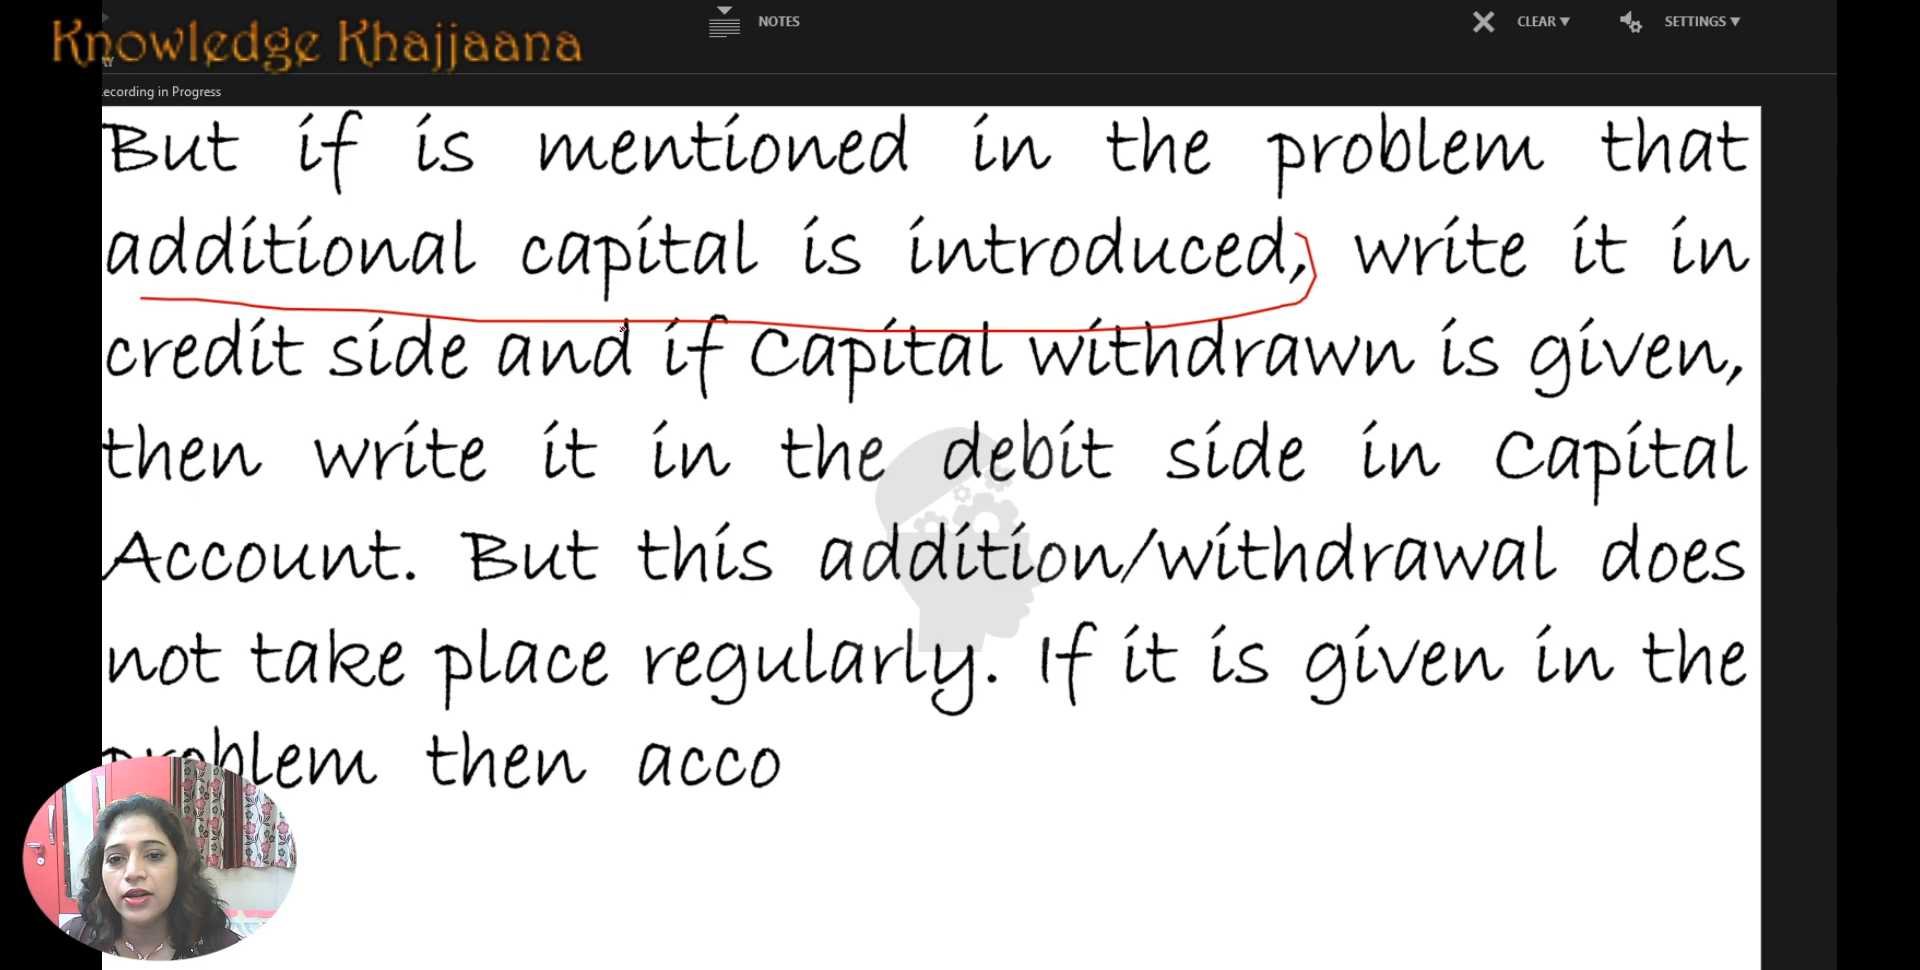 Knowledge Khajjaana
NOTES
CLEAR
SETTINGS
ecording in Progress
But if is mentioned in the problem that
additional capital is introduced, write it in
credit side and if Capital withdrawn is given,
then write it in the debit side in Capital
Account. But this addition/withdrawal does
not take place regularly. If it is given in the
problem then acco